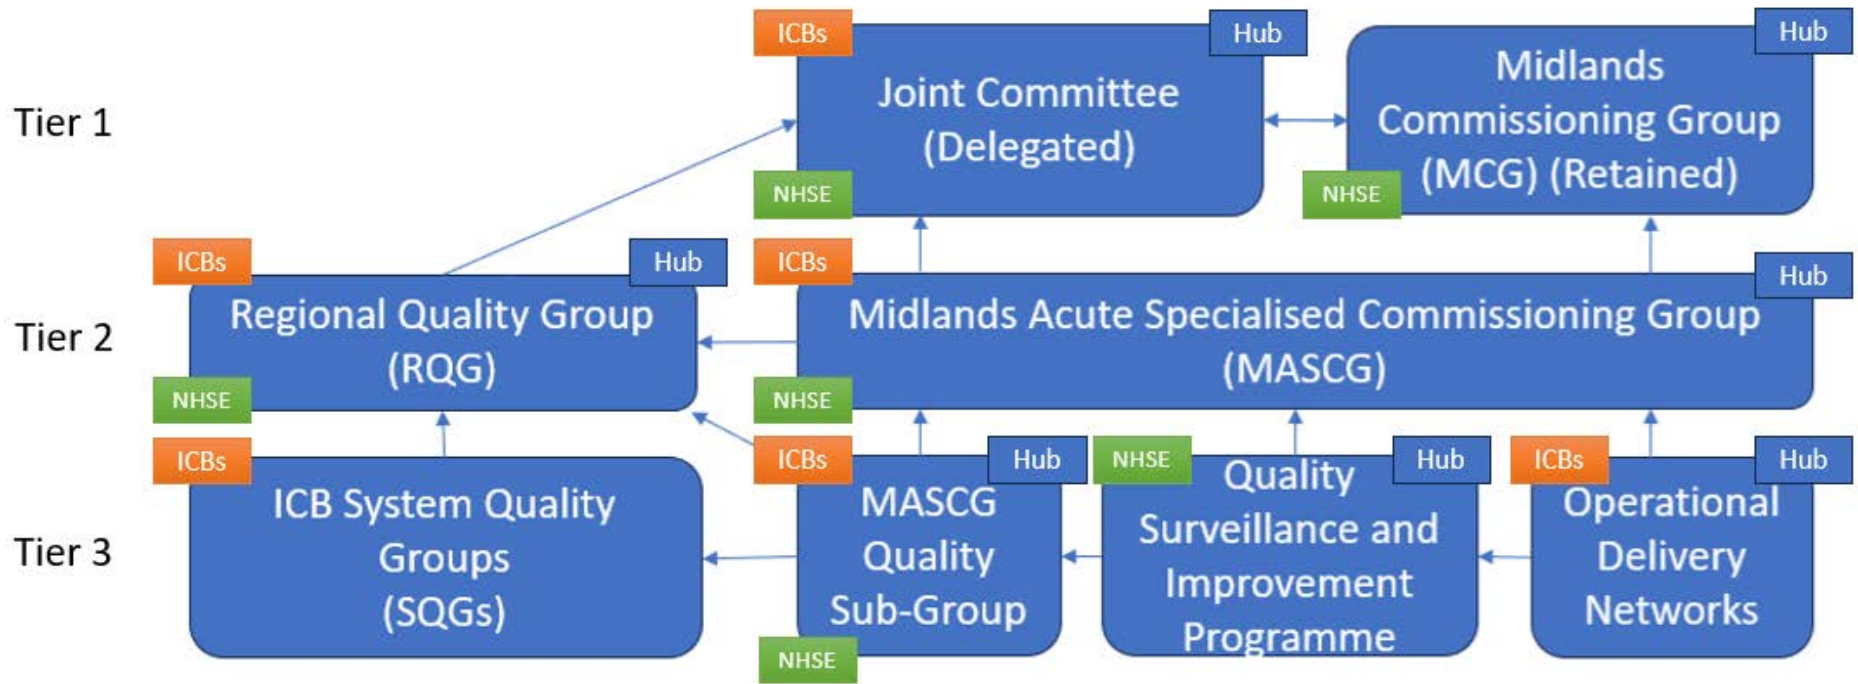 Tier 1
ICBs
Hub
Joint Committee
(Delegated)
NHSE
Hub
Midlands
Commissioning Group
(MCG) (Retained)
NHSE
Tier 2
ICBs
Hub
Regional Quality Group
(RQG)
NHSE
ICBs
Hub
Midlands Acute Specialised Commissioning Group
(MASCG)
NHSE
Tier 3
ICBs
ICB System Quality
Groups
(SQGs)
ICBs
Hub
MASCG
Quality
Sub-Group
NHSE
NHSE
Hub
Quality
Surveillance and
Improvement
Programme
ICBs
Hub
Operational
Delivery
Networks